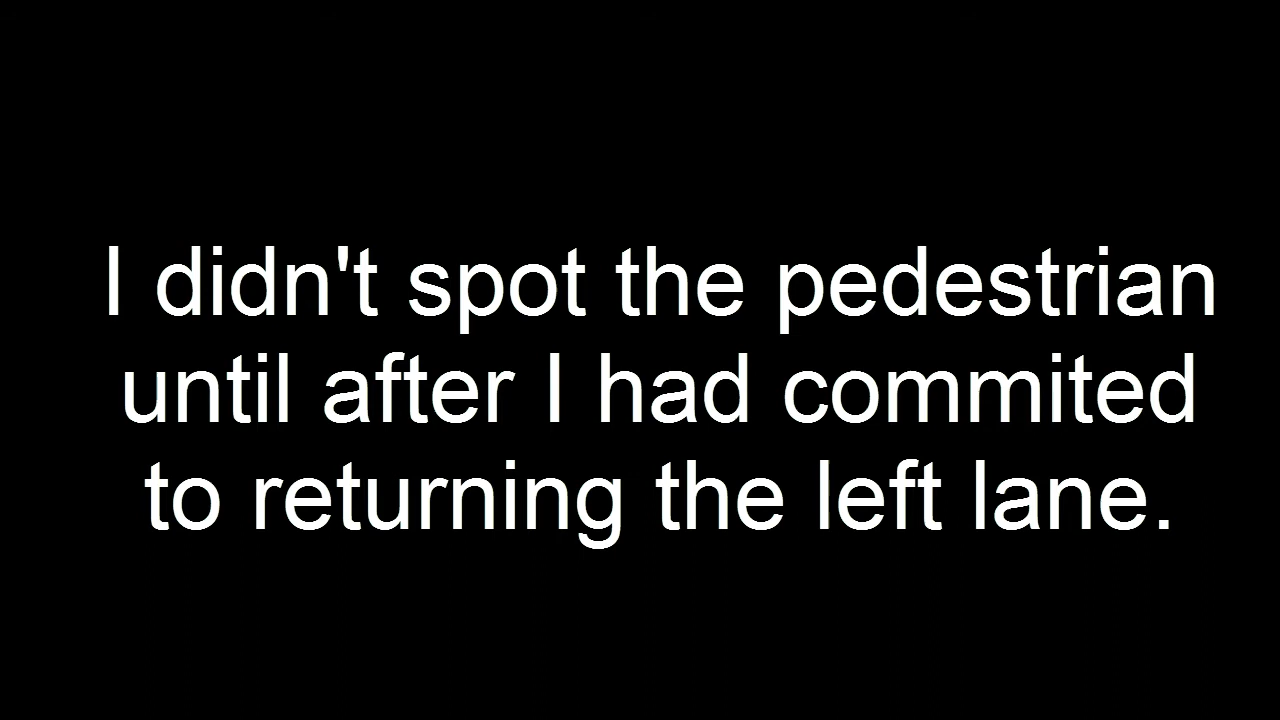 I didn't spot the pedestrian
until after I had commited
to returning the left lane.